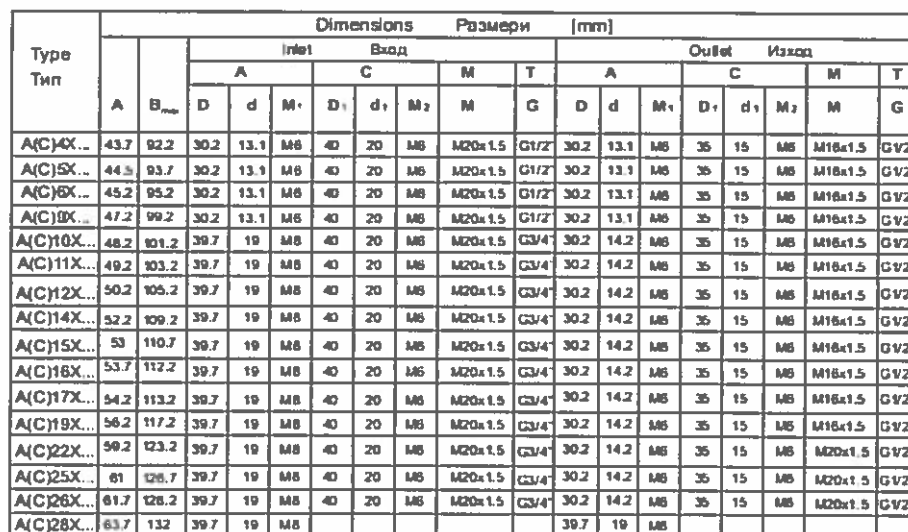 Dimensions Размери [mm]
Type Тип
Inlet Вход Outlet Изход
A C M T A C M T
A Bmax D d M1 D1 d1 M2 M G D d M1 D1 d1 M2 M G
A(C)4X... 43.7 92.2 30.2 13.1 M6 40 20 M6 M20x1.5 G1/2" 30.2 13.1 M6 35 15 M6 M16x1.5 G1/2
A(C)5X... 93.7 30.2 13.1 M6 40 20 M6 M20x1.5 G1/2" 30.2 13.1 M6 35 15 M6 M16x1.5 G1/2
A(C)6X... 45.2 95.2 30.2 13.1 M6 40 20 M6 M20x1.5 G1/2" 30.2 13.1 M6 35 15 M6 M16x1.5 G1/2
A(C)9X... 47.2 99.2 30.2 13.1 M6 40 20 M6 M20x1.5 G1/2" 30.2 13.1 M6 35 15 M6 M16x1.5 G1/2
A(C)10X... 48.2 101.2 39.7 19 M8 40 20 M6 M20x1.5 G3/4" 30.2 14.2 M6 35 15 M6 M16x1.5 G1/2
A(C)11X... 49.2 103.2 39.7 19 M8 40 20 M6 M20x1.5 G3/4" 30.2 14.2 M6 35 15 M6 M16x1.5 G1/2
A(C)12X... 50.2 105.2 39.7 19 M8 40 20 M6 M20x1.5 G3/4" 30.2 14.2 M6 35 15 M6 M16x1.5 G1/2
A(C)14X... 52.2 109.2 39.7 19 M8 40 20 M6 M20x1.5 G3/4" 30.2 14.2 M6 35 15 M6 M16x1.5 G1/2
A(C)15X... 53 110.7 39.7 19 M8 40 20 M6 M20x1.5 G3/4" 30.2 14.2 M6 35 15 M6 M16x1.5 G1/2
A(C)16X... 53.7 112.2 39.7 19 M8 40 20 M6 M20x1.5 G3/4" 30.2 14.2 M6 35 15 M6 M16x1.5 G1/2
A(C)17X... 54.2 113.2 39.7 19 M8 40 20 M6 M20x1.5 G3/4" 30.2 14.2 M6 35 15 M6 M16x1.5 G1/2
A(C)19X... 56.2 117.2 39.7 19 M8 40 20 M6 M20x1.5 G3/4" 30.2 14.2 M6 35 15 M6 M16x1.5 G1/2
A(C)22X... 59.2 123.2 39.7 19 M8 40 20 M6 M20x1.5 G3/4" 30.2 14.2 M6 35 15 M6 M20x1.5 G1/2
A(C)25X... 61 126.7 39.7 19 M8 40 20 M6 M20x1.5 G3/4" 30.2 14.2 M6 35 15 M6 M20x1.5 G1/2
A(C)26X... 61.7 128.2 39.7 19 M8 40 20 M6 M20x1.5 G3/4" 30.2 14.2 M6 35 15 M6 M20x1.5 G1/2
A(C)28X... 63.7 132 39.7 19 M8 39.7 19 M8